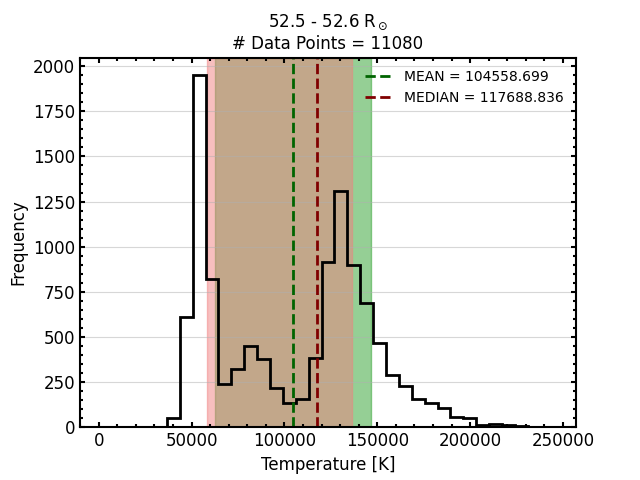 52.5 - 52.6 R⊙
# Data Points = 11080
MEAN = 104558.699
MEDIAN = 117688.836
2000
1750
1500
1250
1000
750
500
250
0
Frequency
0 50000 100000 150000 200000 250000
Temperature [K]